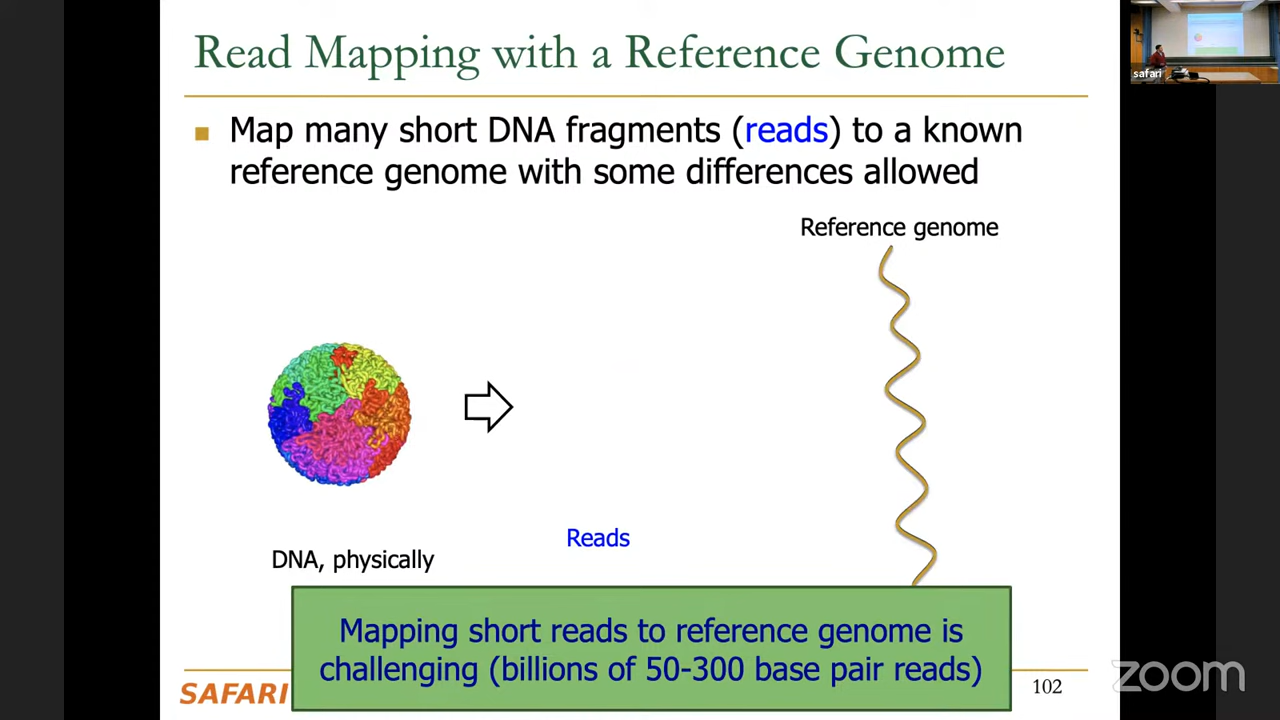 Read Mapping with a Reference Genome
safari
Map many short DNA fragments (reads) to a known
reference genome with some differences allowed
Reference genome
Reads
DNA, physically
Mapping short reads to reference genome is
challenging (billions of 50-300 base pair reads)
SAFARI
102
zoom